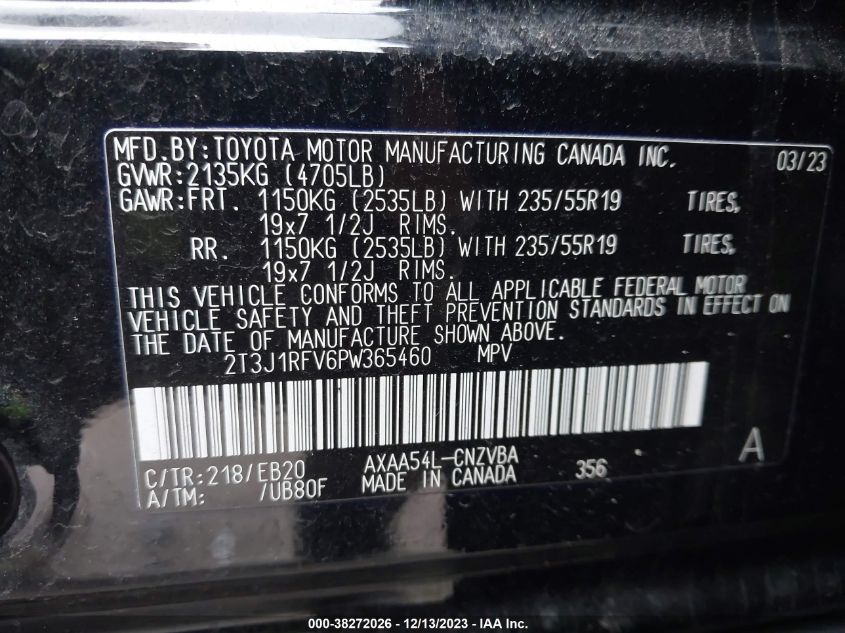 MFD.BY:TOYOTA MOTOR MANUFACTURING CANADA INC. 03/23
GVWR:2135KG (4705LB)
GAWR:FRT. 1150KG (2535LB) WITH 235/55R19 TIRES,
19x7 1/2J RIMS.
RR. 1150KG (2535LB) WITH 235/55R19 TIRES,
19x7 1/2J RIMS.
THIS VEHICLE CONFORMS TO ALL APPLICABLE FEDERAL MOTOR
VEHICLE SAFETY AND THEFT PREVENTION STANDARDS IN EFFECT ON
THE DATE OF MANUFACTURE SHOWN ABOVE.
2T3J1RFV6PW365460 MPV
C/TR:218/EB20 AXAA54L-CNZVBA 356 A
A/TM: /UB80F MADE IN CANADA
000-38272026 - 12/13/2023 - IAA Inc.